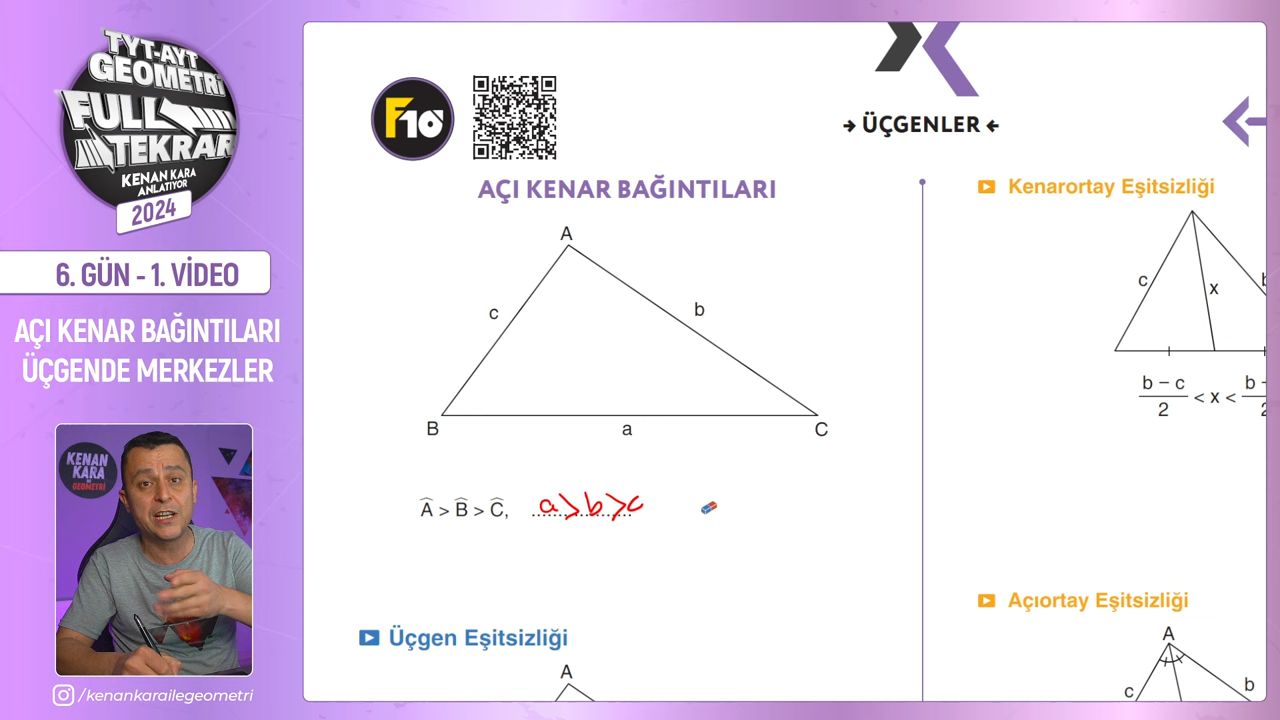 TYT-AYT
GEOMETRİ
FULL
TEKRAR
KENAN KARA
ANLATIYOR
2024
6. GÜN - 1. VİDEO
AÇI KENAR BAĞINTILARI
ÜÇGENDE MERKEZLER
KENAN
KARA
GEOMETRİ
/kenankarailegeometri
F10
→ ÜÇGENLER ←
AÇI KENAR BAĞINTILARI
A
c
b
B
a
C
Â > B̂ > Ĉ, a > b > c
Üçgen Eşitsizliği
A
Kenarortay Eşitsizliği
c
x
b - c
2
< x <
b -
Açıortay Eşitsizliği
A
c
b